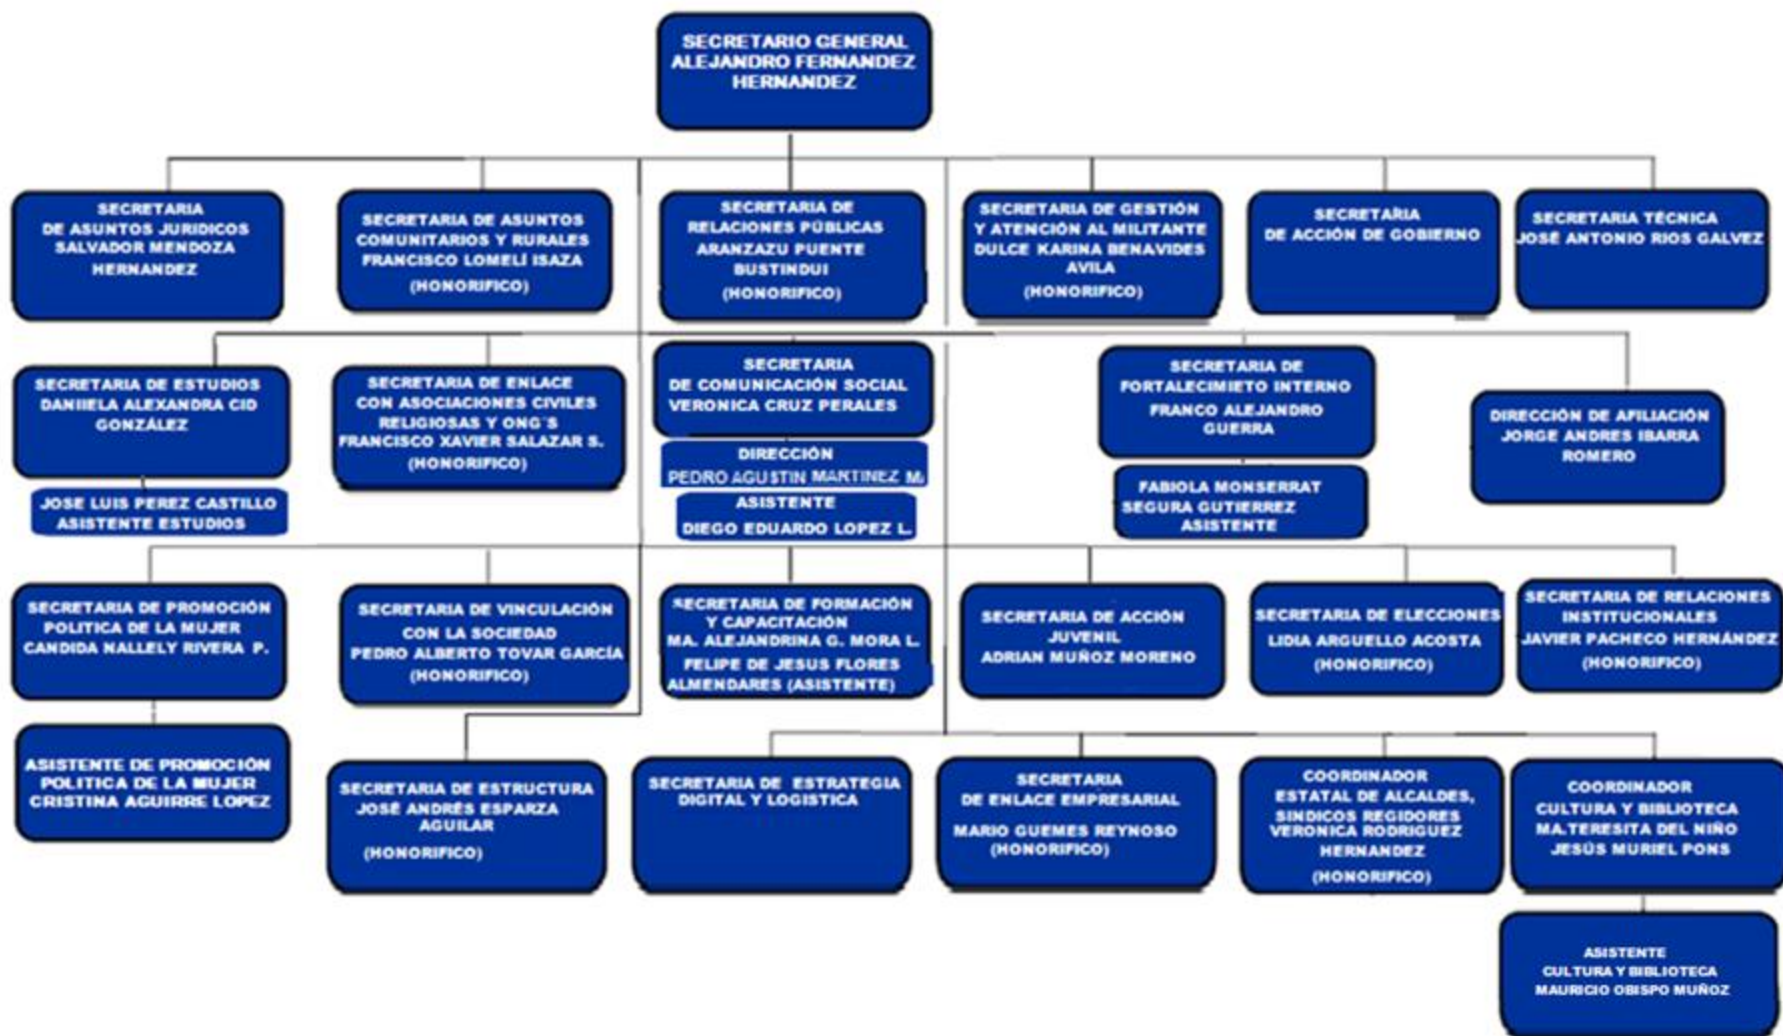 SECRETARIO GENERAL
ALEJANDRO FERNANDEZ
HERNANDEZ
SECRETARIA
DE ASUNTOS JURIDICOS
SALVADOR MENDOZA
HERNANDEZ
SECRETARIA DE ASUNTOS
COMUNITARIOS Y RURALES
FRANCISCO LOMELÍ ISAZA
(HONORIFICO)
SECRETARIA DE
RELACIONES PÚBLICAS
ARANZAZU PUENTE
BUSTINDUI
(HONORIFICO)
SECRETARIA DE GESTIÓN
Y ATENCIÓN AL MILITANTE
DULCE KARINA BENAVIDES
AVILA
(HONORIFICO)
SECRETARIA
DE ACCIÓN DE GOBIERNO
SECRETARIA TÉCNICA
JOSÉ ANTONIO RIOS GALVEZ
SECRETARIA DE ESTUDIOS
DANIIELA ALEXANDRA CID
GONZÁLEZ
JOSE LUIS PEREZ CASTILLO
ASISTENTE ESTUDIOS
SECRETARIA DE ENLACE
CON ASOCIACIONES CIVILES
RELIGIOSAS Y ONG´S
FRANCISCO XAVIER SALAZAR S.
(HONORIFICO)
SECRETARIA
DE COMUNICACIÓN SOCIAL
VERONICA CRUZ PERALES
DIRECCIÓN
PEDRO AGUSTIN MARTINEZ M.
ASISTENTE
DIEGO EDUARDO LOPEZ L.
SECRETARIA DE
FORTALECIMIETO INTERNO
FRANCO ALEJANDRO
GUERRA
FABIOLA MONSERRAT
SEGURA GUTIERREZ
ASISTENTE
DIRECCIÓN DE AFILIACIÓN
JORGE ANDRES IBARRA
ROMERO
SECRETARIA DE PROMOCIÓN
POLITICA DE LA MUJER
CANDIDA NALLELY RIVERA P.
ASISTENTE DE PROMOCIÓN
POLITICA DE LA MUJER
CRISTINA AGUIRRE LOPEZ
SECRETARIA DE VINCULACIÓN
CON LA SOCIEDAD
PEDRO ALBERTO TOVAR GARCÍA
(HONORIFICO)
SECRETARIA DE FORMACIÓN
Y CAPACITACIÓN
MA. ALEJANDRINA G. MORA L.
FELIPE DE JESUS FLORES
ALMENDARES (ASISTENTE)
SECRETARIA DE ACCIÓN
JUVENIL
ADRIAN MUÑOZ MORENO
SECRETARIA DE ELECCIONES
LIDIA ARGUELLO ACOSTA
(HONORIFICO)
SECRETARIA DE RELACIONES
INSTITUCIONALES
JAVIER PACHECO HERNÁNDEZ
(HONORIFICO)
SECRETARIA DE ESTRUCTURA
JOSÉ ANDRÉS ESPARZA
AGUILAR
(HONORIFICO)
SECRETARIA DE ESTRATEGIA
DIGITAL Y LOGISTICA
SECRETARIA
DE ENLACE EMPRESARIAL
MARIO GUEMES REYNOSO
(HONORIFICO)
COORDINADOR
ESTATAL DE ALCALDES,
SINDICOS REGIDORES
VERONICA RODRIGUEZ
HERNANDEZ
(HONORIFICO)
COORDINADOR
CULTURA Y BIBLIOTECA
MA.TERESITA DEL NIÑO
JESÚS MURIEL PONS
ASISTENTE
CULTURA Y BIBLIOTECA
MAURICIO OBISPO MUÑOZ